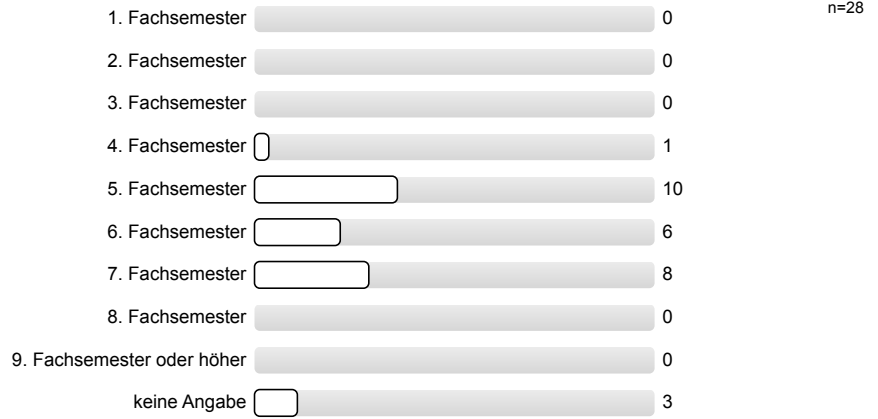 n=28
1. Fachsemester 0
2. Fachsemester 0
3. Fachsemester 0
4. Fachsemester 1
5. Fachsemester 10
6. Fachsemester 6
7. Fachsemester 8
8. Fachsemester 0
9. Fachsemester oder höher 0
keine Angabe 3